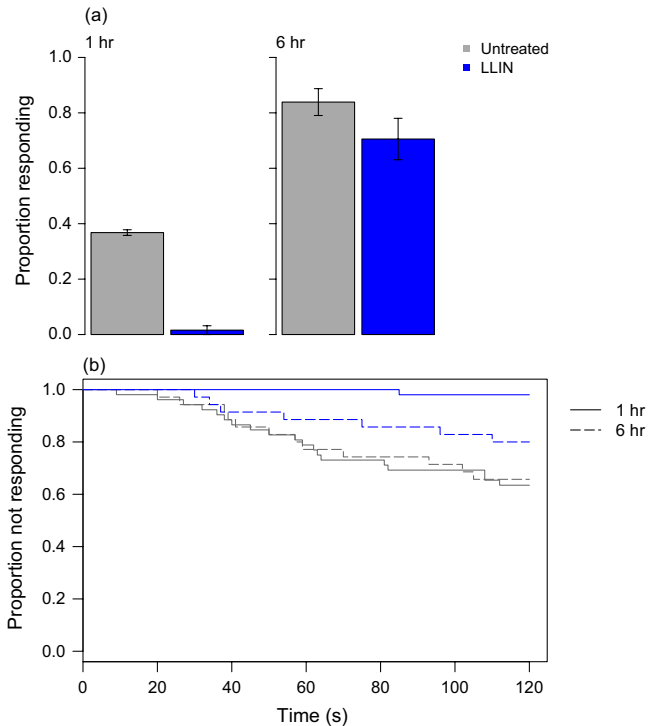 (a)
1 hr
6 hr
Untreated
LLIN
Proportion responding
1.0
0.8
0.6
0.4
0.2
0.0
(b)
Proportion not responding
1.0
0.8
0.6
0.4
0.2
0.0
1 hr
6 hr
0 20 40 60 80 100 120
Time (s)